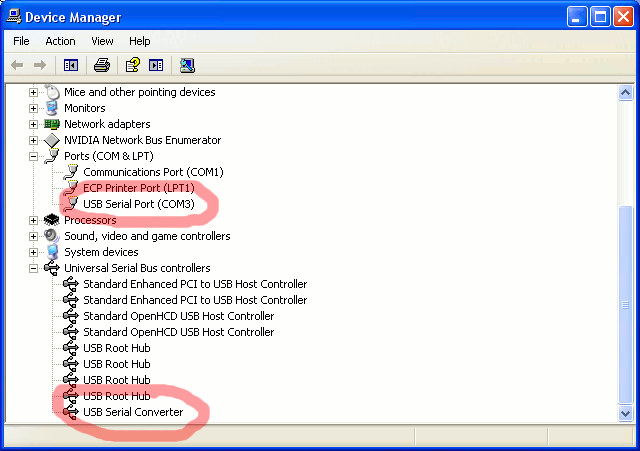 Device Manager
File Action View Help
Mice and other pointing devices
Monitors
Network adapters
NVIDIA Network Bus Enumerator
Ports (COM & LPT)
Communications Port (COM1)
ECP Printer Port (LPT1)
USB Serial Port (COM3)
Processors
Sound, video and game controllers
System devices
Universal Serial Bus controllers
Standard Enhanced PCI to USB Host Controller
Standard Enhanced PCI to USB Host Controller
Standard OpenHCD USB Host Controller
Standard OpenHCD USB Host Controller
USB Root Hub
USB Root Hub
USB Root Hub
USB Root Hub
USB Serial Converter